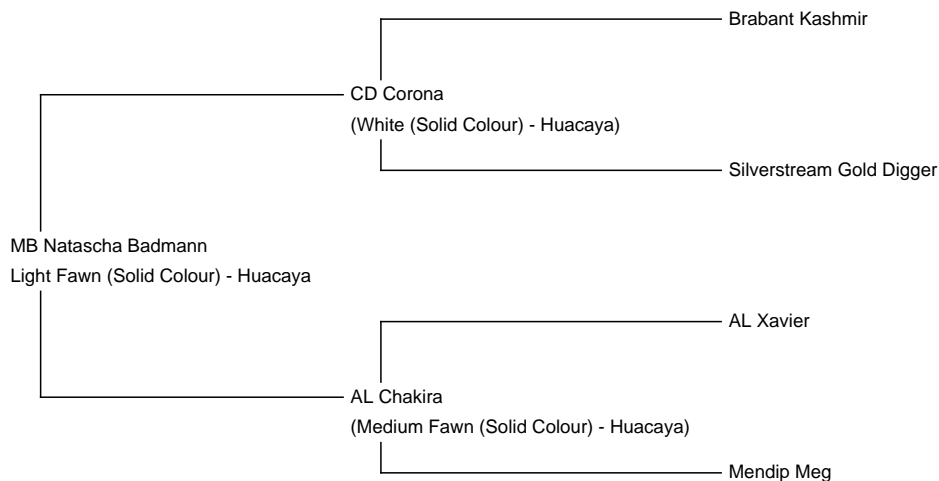 Brabant Kashmir
CD Corona
(White (Solid Colour) - Huacaya)
Silverstream Gold Digger
MB Natascha Badmann
Light Fawn (Solid Colour) - Huacaya
AL Xavier
AL Chakira
(Medium Fawn (Solid Colour) - Huacaya)
Mendip Meg